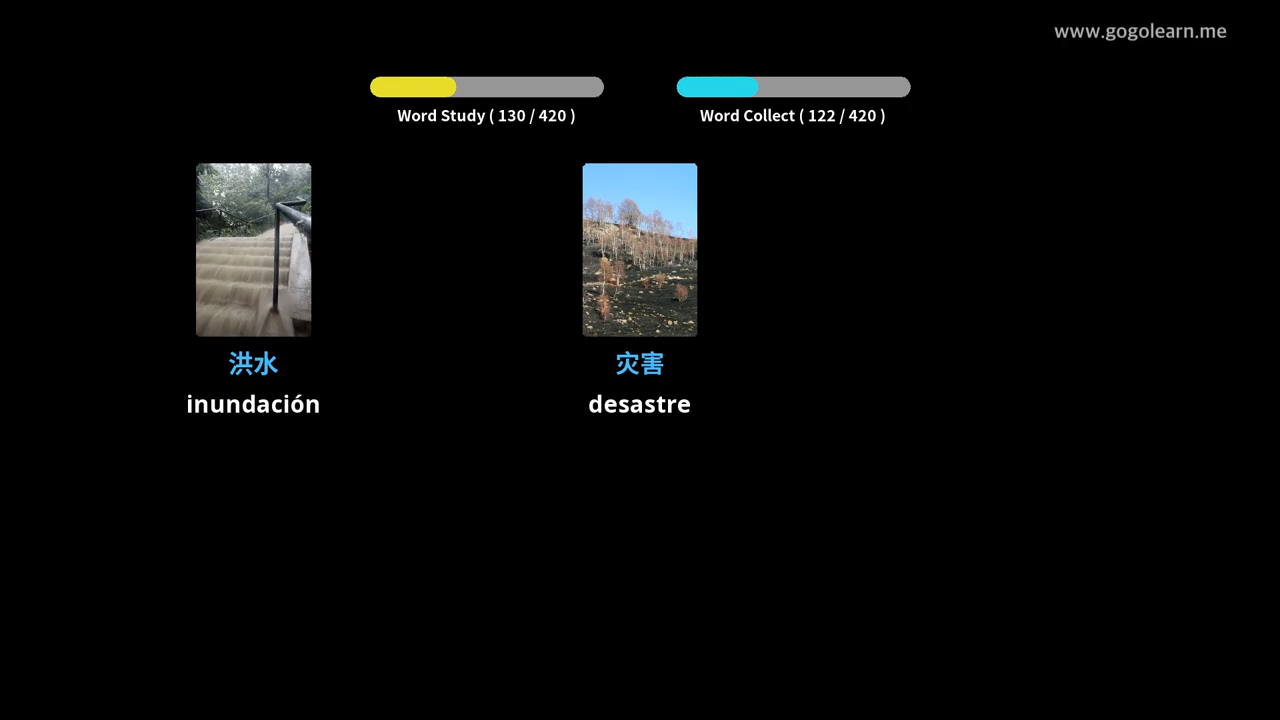 www.gogolearn.me
Word Study ( 130 / 420 )
Word Collect ( 122 / 420 )
洪水
灾害
inundación
desastre